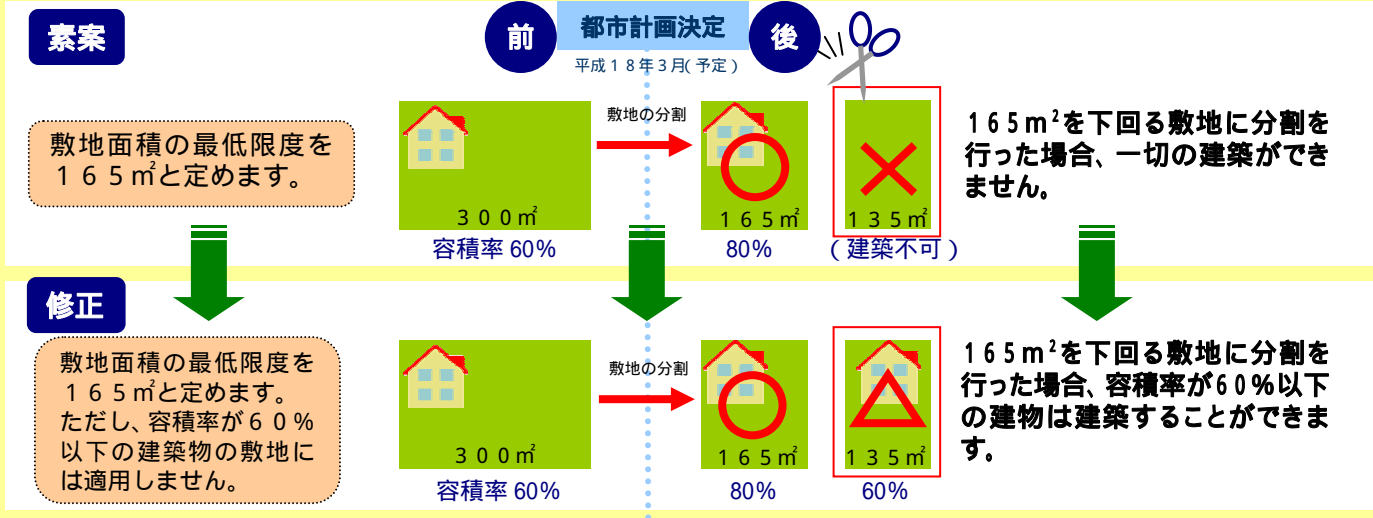 素案
前
都市計画決定
後
平成18年3月(予定)
敷地面積の最低限度を
165㎡と定めます。
300㎡
容積率 60%
敷地の分割
165㎡
80%
135㎡
(建築不可)
165m²を下回る敷地に分割を
行った場合、一切の建築ができ
ません。
修正
敷地面積の最低限度を
165㎡と定めます。
ただし、容積率が60%
以下の建築物の敷地に
は適用しません。
300㎡
容積率 60%
敷地の分割
165㎡
80%
135㎡
60%
165m²を下回る敷地に分割を
行った場合、容積率が60%以下
の建物は建築することができま
す。